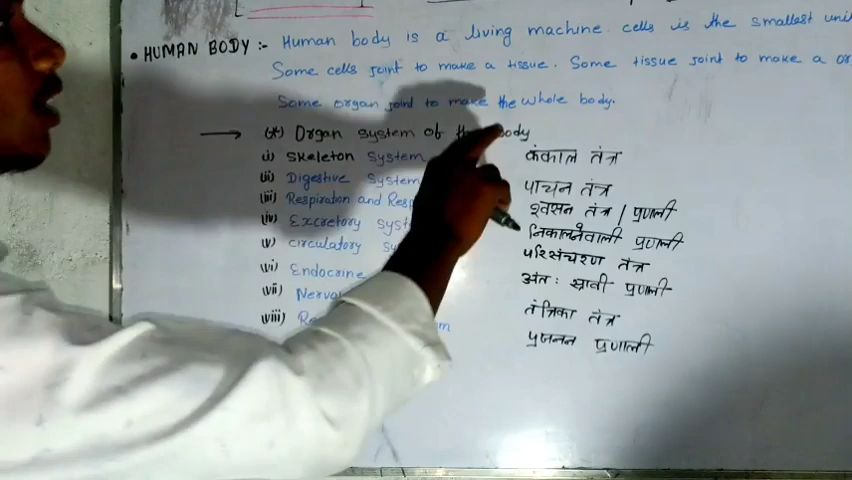 • HUMAN BODY :- Human body is a living machine. cells is the smallest unit
Some cells joint to make a tissue. Some tissue joint to make a or
Some organ joint to make the whole body.
(*) Organ system of the body
(i) Skeleton system कंकाल तंत्र
(ii) Digestive system पाचन तंत्र
(iii) Respiration and Resp श्वसन तंत्र / प्रणाली
(iv) Excretory syst निकालनेवाली प्रणाली
(v) circulatory sy परिसंचरण तंत्र
(vi) Endocrine अंतः स्रावी प्रणाली
(vii) Nervo तंत्रिका तंत्र
(viii) Re m प्रजनन प्रणाली